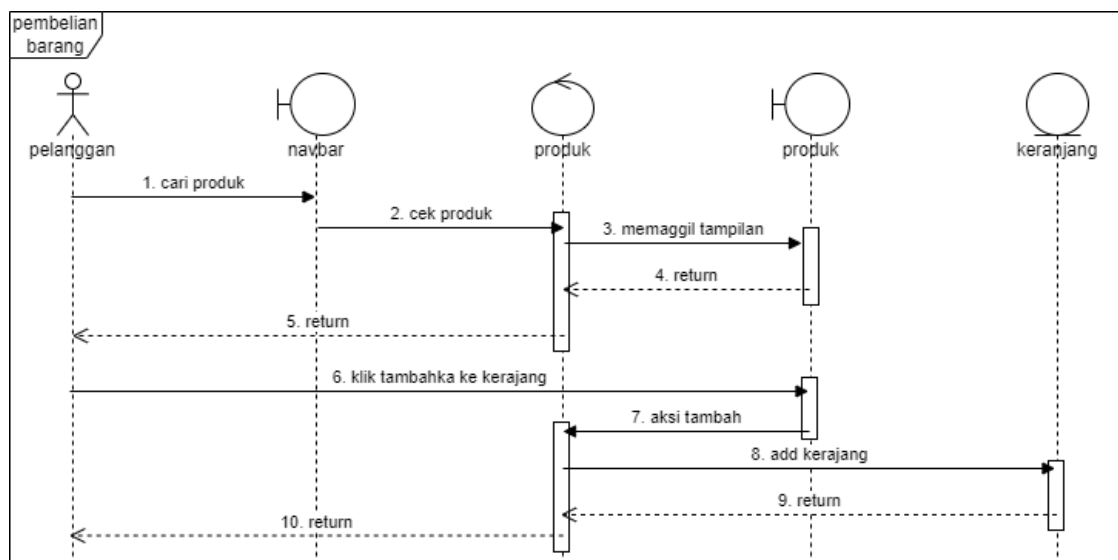 pembelian
barang
pelanggan
navbar
produk
produk
keranjang
1. cari produk
2. cek produk
3. memaggil tampilan
4. return
5. return
6. klik tambahka ke kerajang
7. aksi tambah
8. add kerajang
9. return
10. return